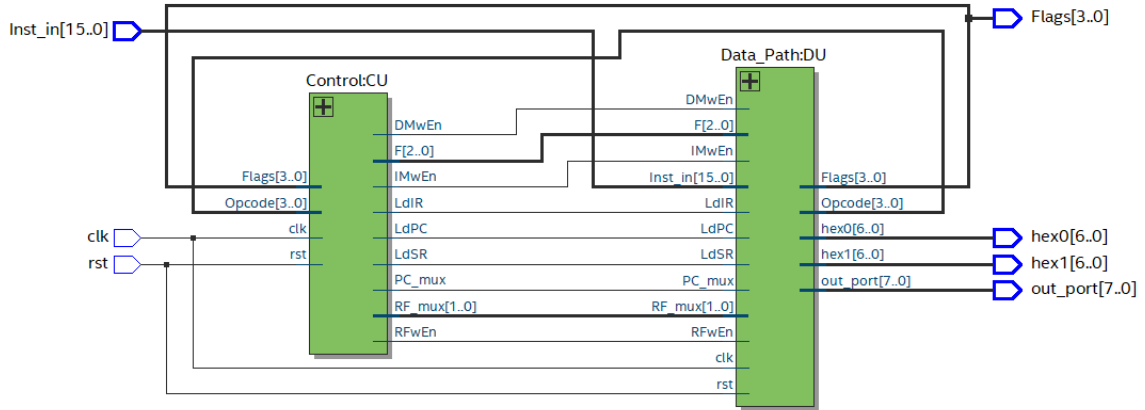 Inst_in[15..0]
Flags[3..0]
Control:CU
Data_Path:DU
DMwEn
F[2..0]
IMwEn
Flags[3..0]
LdIR
Opcode[3..0]
LdPC
clk
LdSR
rst
PC_mux
RF_mux[1..0]
RFwEn
DMwEn
F[2..0]
IMwEn
Inst_in[15..0]
LdIR
LdPC
LdSR
PC_mux
RF_mux[1..0]
RFwEn
clk
rst
Flags[3..0]
Opcode[3..0]
hex0[6..0]
hex1[6..0]
out_port[7..0]
clk
rst
hex0[6..0]
hex1[6..0]
out_port[7..0]